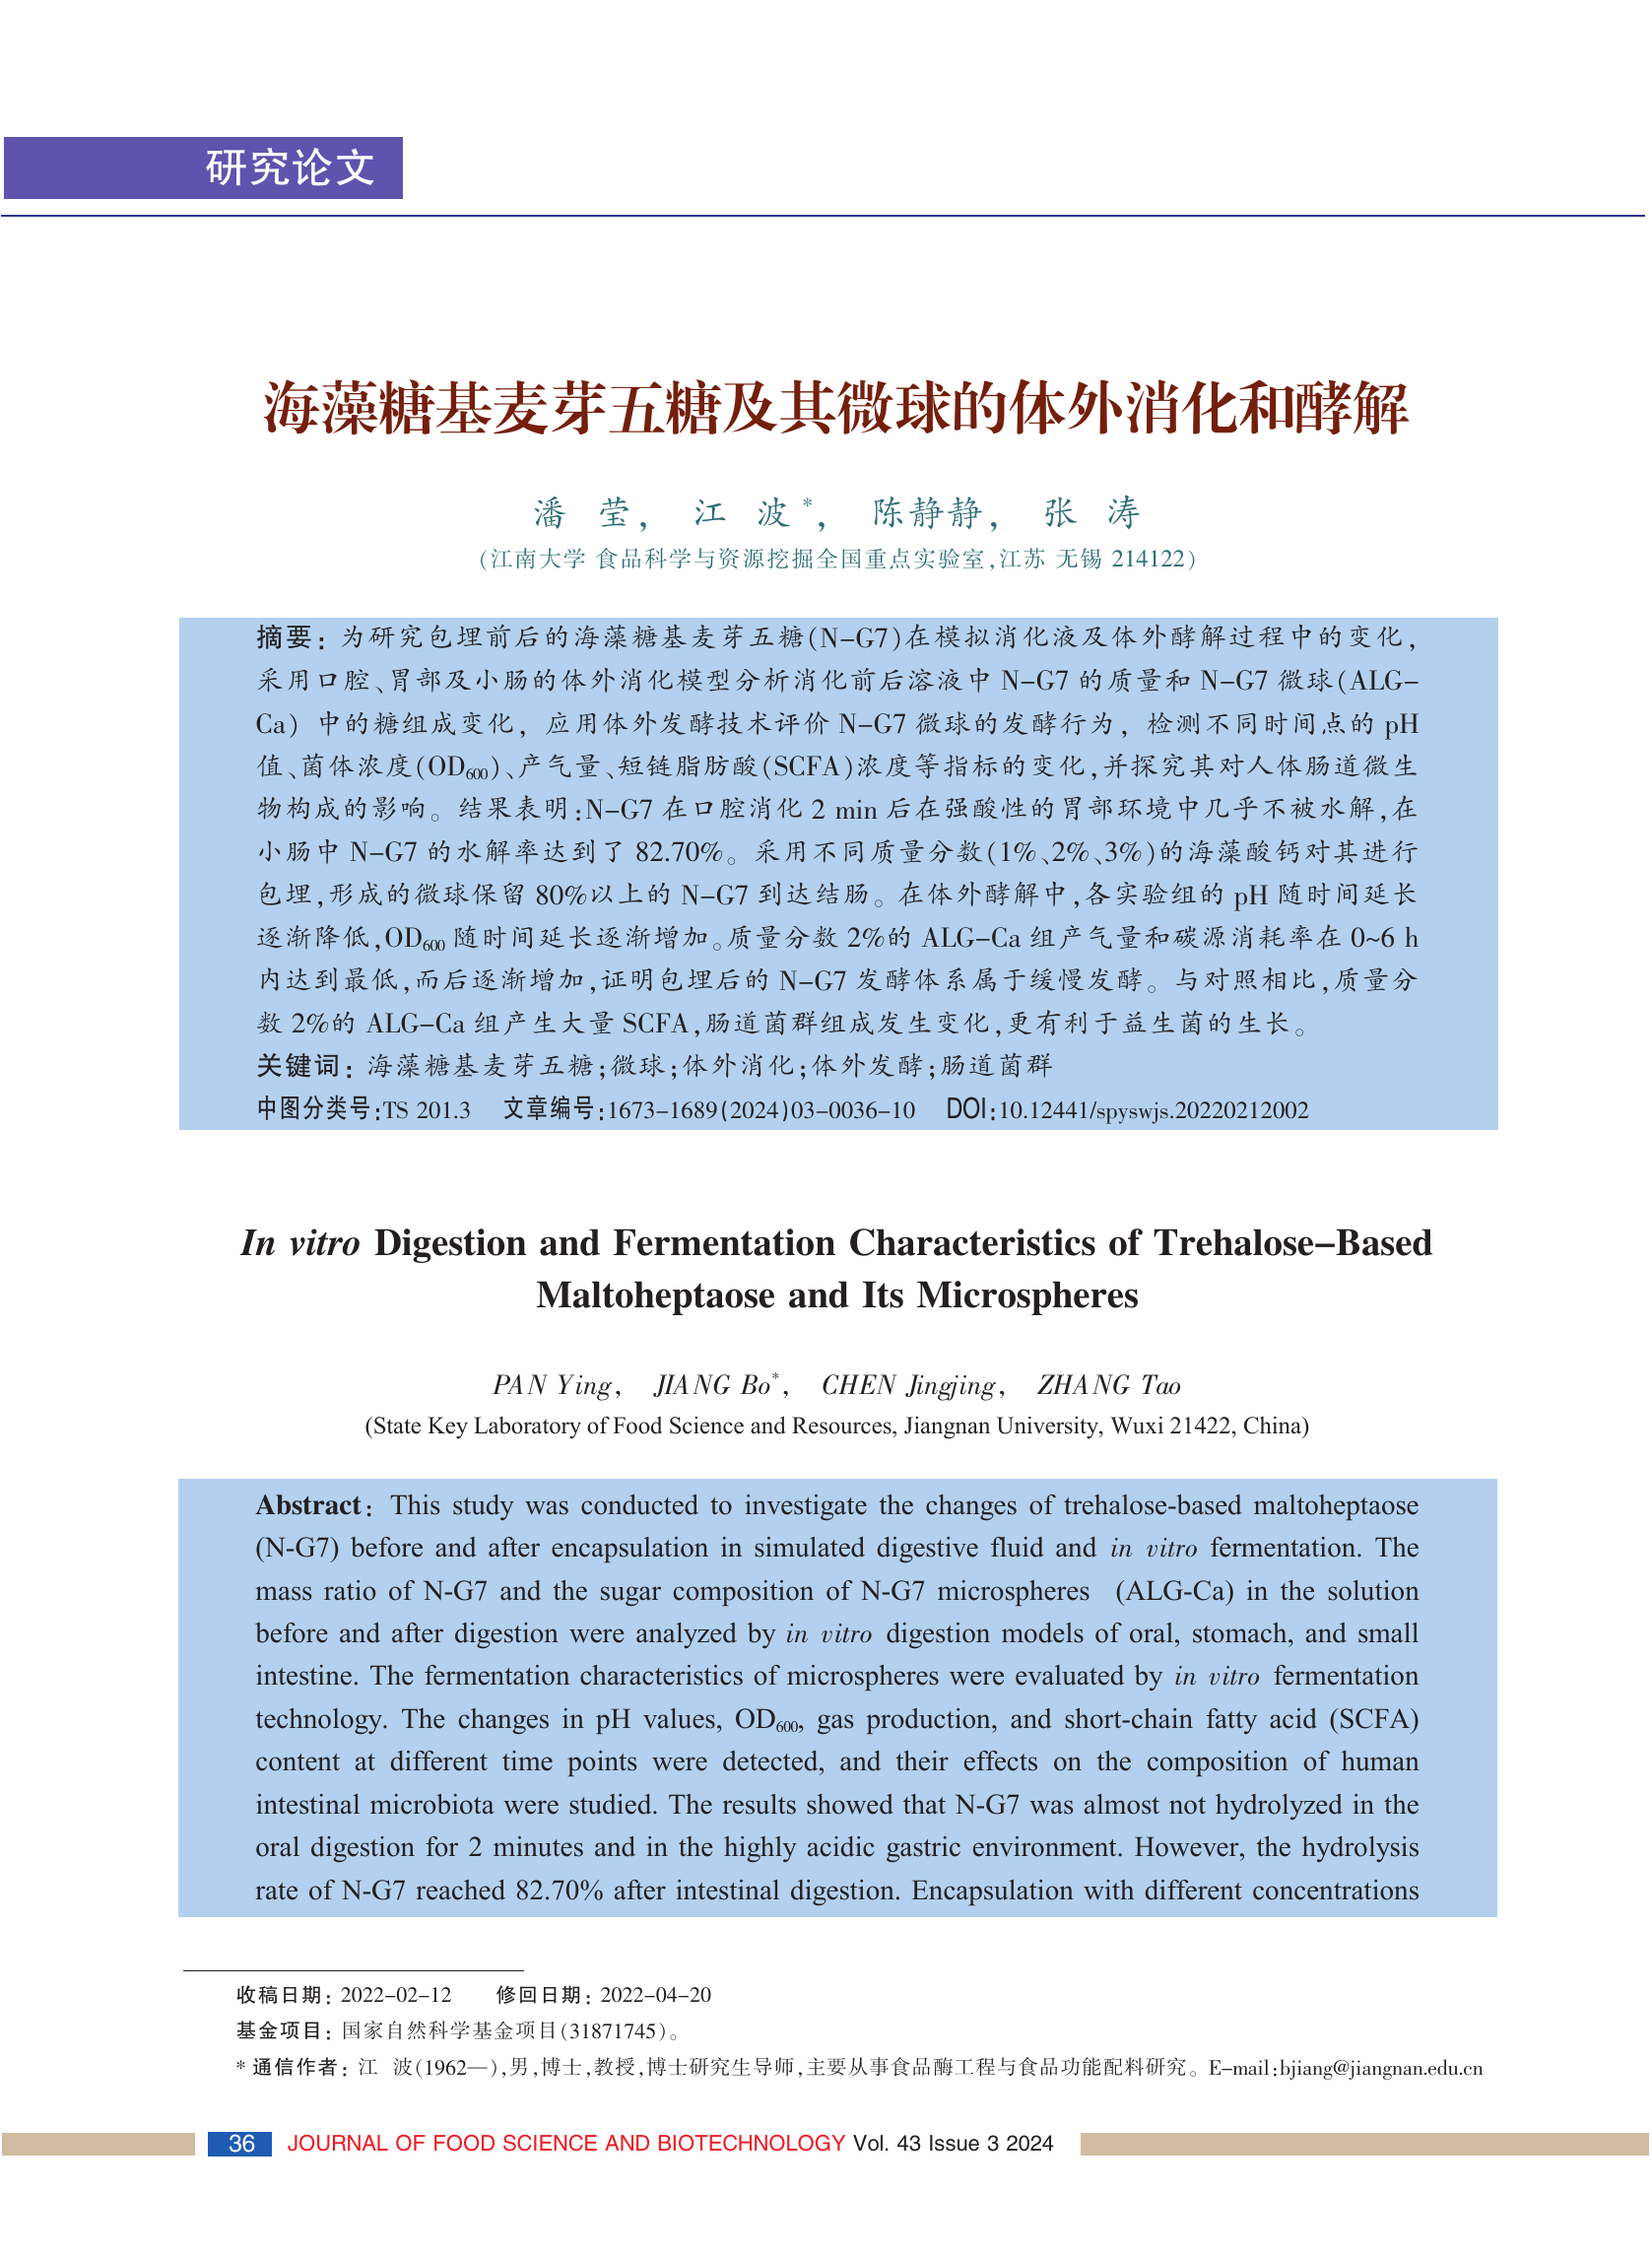 研究论文
海藻糖基麦芽五糖及其微球的体外消化和酵解
潘 莹， 江 波*， 陈静静， 张 涛
（江南大学 食品科学与资源挖掘全国重点实验室，江苏 无锡 214122）
摘要：为研究包埋前后的海藻糖基麦芽五糖（N-G7）在模拟消化液及体外酵解过程中的变化，
采用口腔、胃部及小肠的体外消化模型分析消化前后溶液中 N-G7 的质量和 N-G7 微球（ALG-
Ca）中的糖组成变化，应用体外发酵技术评价 N-G7 微球的发酵行为，检测不同时间点的 pH
值、菌体浓度（OD600）、产气量、短链脂肪酸（SCFA）浓度等指标的变化，并探究其对人体肠道微生
物构成的影响。结果表明：N-G7 在口腔消化 2 min 后在强酸性的胃部环境中几乎不被水解，在
小肠中 N-G7 的水解率达到了 82.70%。采用不同质量分数（1%、2%、3%）的海藻酸钙对其进行
包埋，形成的微球保留 80%以上的 N-G7 到达结肠。在体外酵解中，各实验组的 pH 随时间延长
逐渐降低，OD600 随时间延长逐渐增加。质量分数 2%的 ALG-Ca 组产气量和碳源消耗率在 0~6 h
内达到最低，而后逐渐增加，证明包埋后的 N-G7 发酵体系属于缓慢发酵。与对照相比，质量分
数 2%的 ALG-Ca 组产生大量 SCFA，肠道菌群组成发生变化，更有利于益生菌的生长。
关键词：海藻糖基麦芽五糖；微球；体外消化；体外发酵；肠道菌群
中图分类号：TS 201.3 文章编号：1673-1689（2024）03-0036-10 DOI：10.12441/spyswjs.20220212002
In vitro Digestion and Fermentation Characteristics of Trehalose-Based
Maltoheptaose and Its Microspheres
PAN Ying， JIANG Bo*， CHEN Jingjing， ZHANG Tao
(State Key Laboratory of Food Science and Resources, Jiangnan University, Wuxi 21422, China)
Abstract： This study was conducted to investigate the changes of trehalose-based maltoheptaose
(N-G7) before and after encapsulation in simulated digestive fluid and in vitro fermentation. The
mass ratio of N-G7 and the sugar composition of N-G7 microspheres (ALG-Ca) in the solution
before and after digestion were analyzed by in vitro digestion models of oral, stomach, and small
intestine. The fermentation characteristics of microspheres were evaluated by in vitro fermentation
technology. The changes in pH values, OD600, gas production, and short-chain fatty acid (SCFA)
content at different time points were detected, and their effects on the composition of human
intestinal microbiota were studied. The results showed that N-G7 was almost not hydrolyzed in the
oral digestion for 2 minutes and in the highly acidic gastric environment. However, the hydrolysis
rate of N-G7 reached 82.70% after intestinal digestion. Encapsulation with different concentrations
收稿日期：2022-02-12 修回日期：2022-04-20
基金项目：国家自然科学基金项目（31871745）。
* 通信作者：江 波（1962—），男，博士，教授，博士研究生导师，主要从事食品酶工程与食品功能配料研究。E-mail：bjiang@jiangnan.edu.cn
36 JOURNAL OF FOOD SCIENCE AND BIOTECHNOLOGY Vol. 43 Issue 3 2024